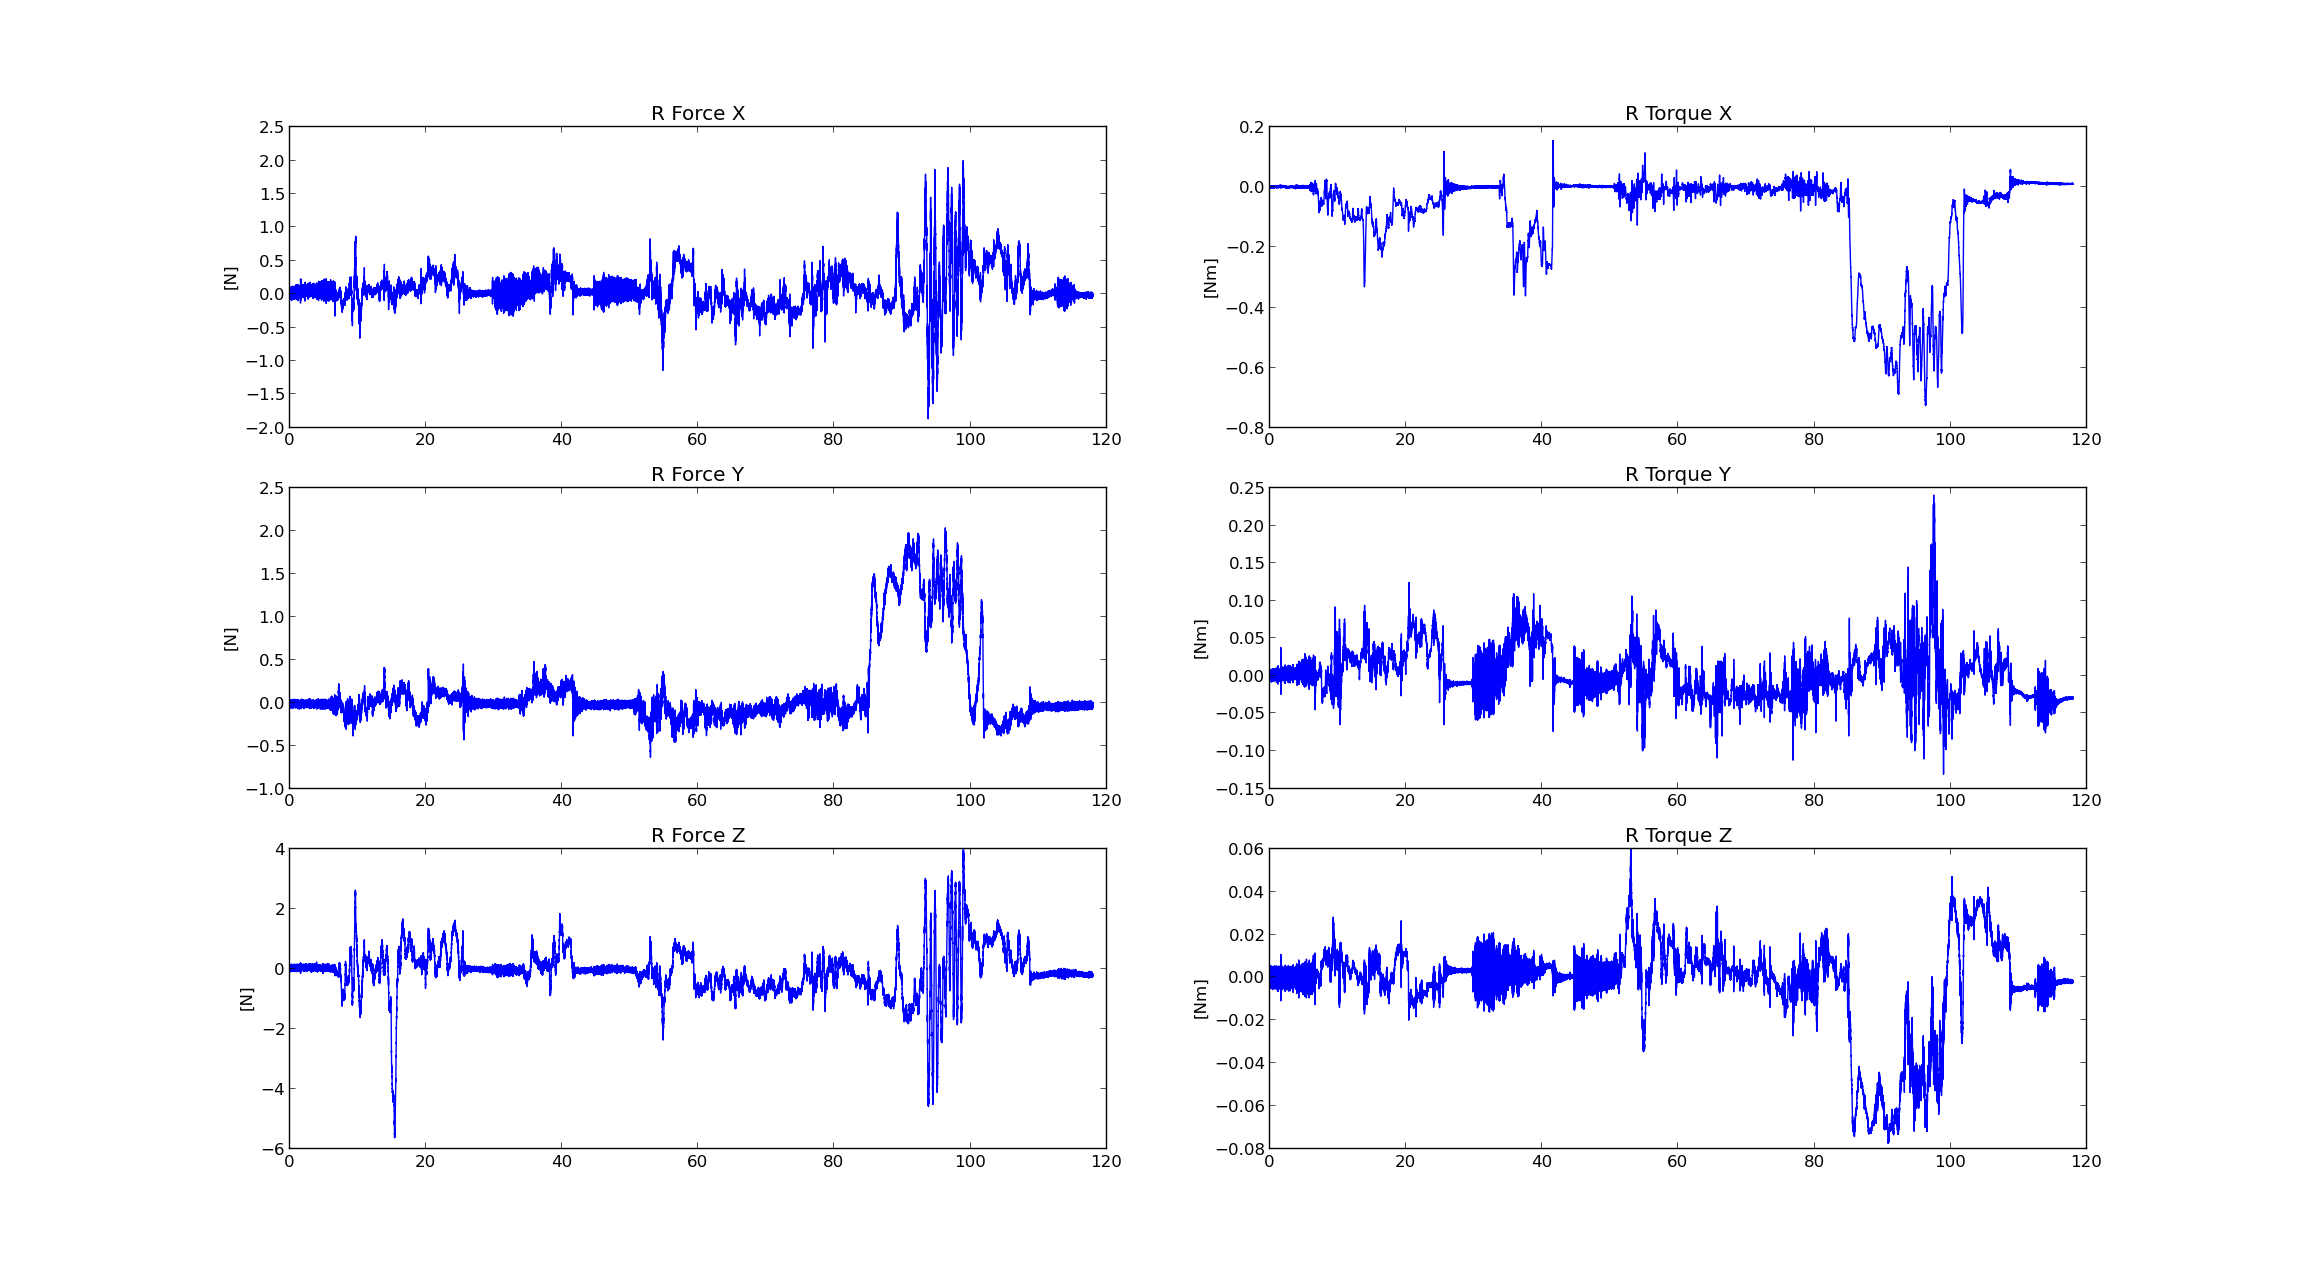 R Force X
2.5
2.0
1.5
1.0
0.5
0.0
−0.5
−1.0
−1.5
−2.0
[N]
0 20 40 60 80 100 120
R Torque X
0.2
0.0
−0.2
−0.4
−0.6
−0.8
[Nm]
0 20 40 60 80 100 120
R Force Y
2.5
2.0
1.5
1.0
0.5
0.0
−0.5
−1.0
[N]
0 20 40 60 80 100 120
R Torque Y
0.25
0.20
0.15
0.10
0.05
0.00
−0.05
−0.10
−0.15
[Nm]
0 20 40 60 80 100 120
R Force Z
4
2
0
−2
−4
−6
[N]
0 20 40 60 80 100 120
R Torque Z
0.06
0.04
0.02
0.00
−0.02
−0.04
−0.06
−0.08
[Nm]
0 20 40 60 80 100 120